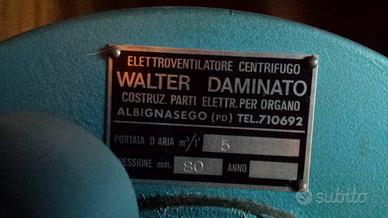 ELETTROVENTILATORE CENTRIFUGO
WALTER DAMINATO
COSTRUZ. PARTI ELETTR. PER ORGANO
ALBIGNASEGO (PD) TEL. 710692
PORTATA D ARIA m³/1' 5
PRESSIONE mm. 80 ANNO
subito